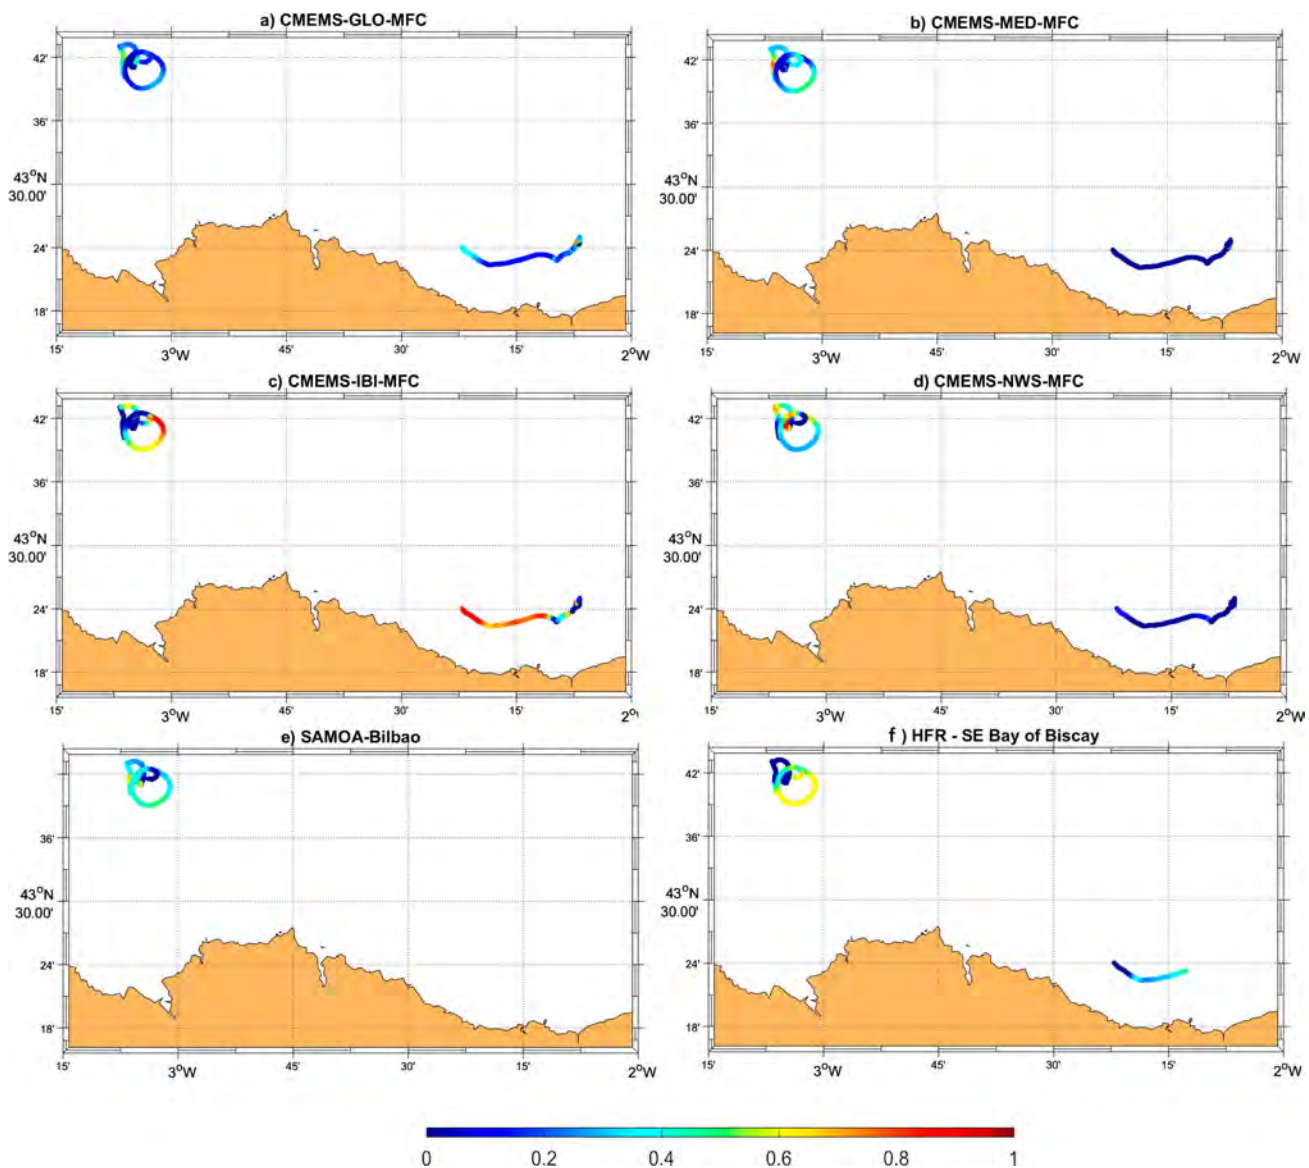 a) CMEMS-GLO-MFC
42'
36'
43°N
30.00'
24'
18'
15' 3°W 45' 30' 15' 2°W
b) CMEMS-MED-MFC
42'
36'
43°N
30.00'
24'
18'
15' 3°W 45' 30' 15' 2°W
c) CMEMS-IBI-MFC
42'
36'
43°N
30.00'
24'
18'
15' 3°W 45' 30' 15' 2°W
d) CMEMS-NWS-MFC
42'
36'
43°N
30.00'
24'
18'
15' 3°W 45' 30' 15' 2°W
e) SAMOA-Bilbao
36'
43°N
30.00'
24'
18'
15' 3°W 45' 30' 15' 2°W
f ) HFR - SE Bay of Biscay
42'
36'
43°N
30.00'
24'
18'
15' 3°W 45' 30' 15' 2°W
0 0.2 0.4 0.6 0.8 1